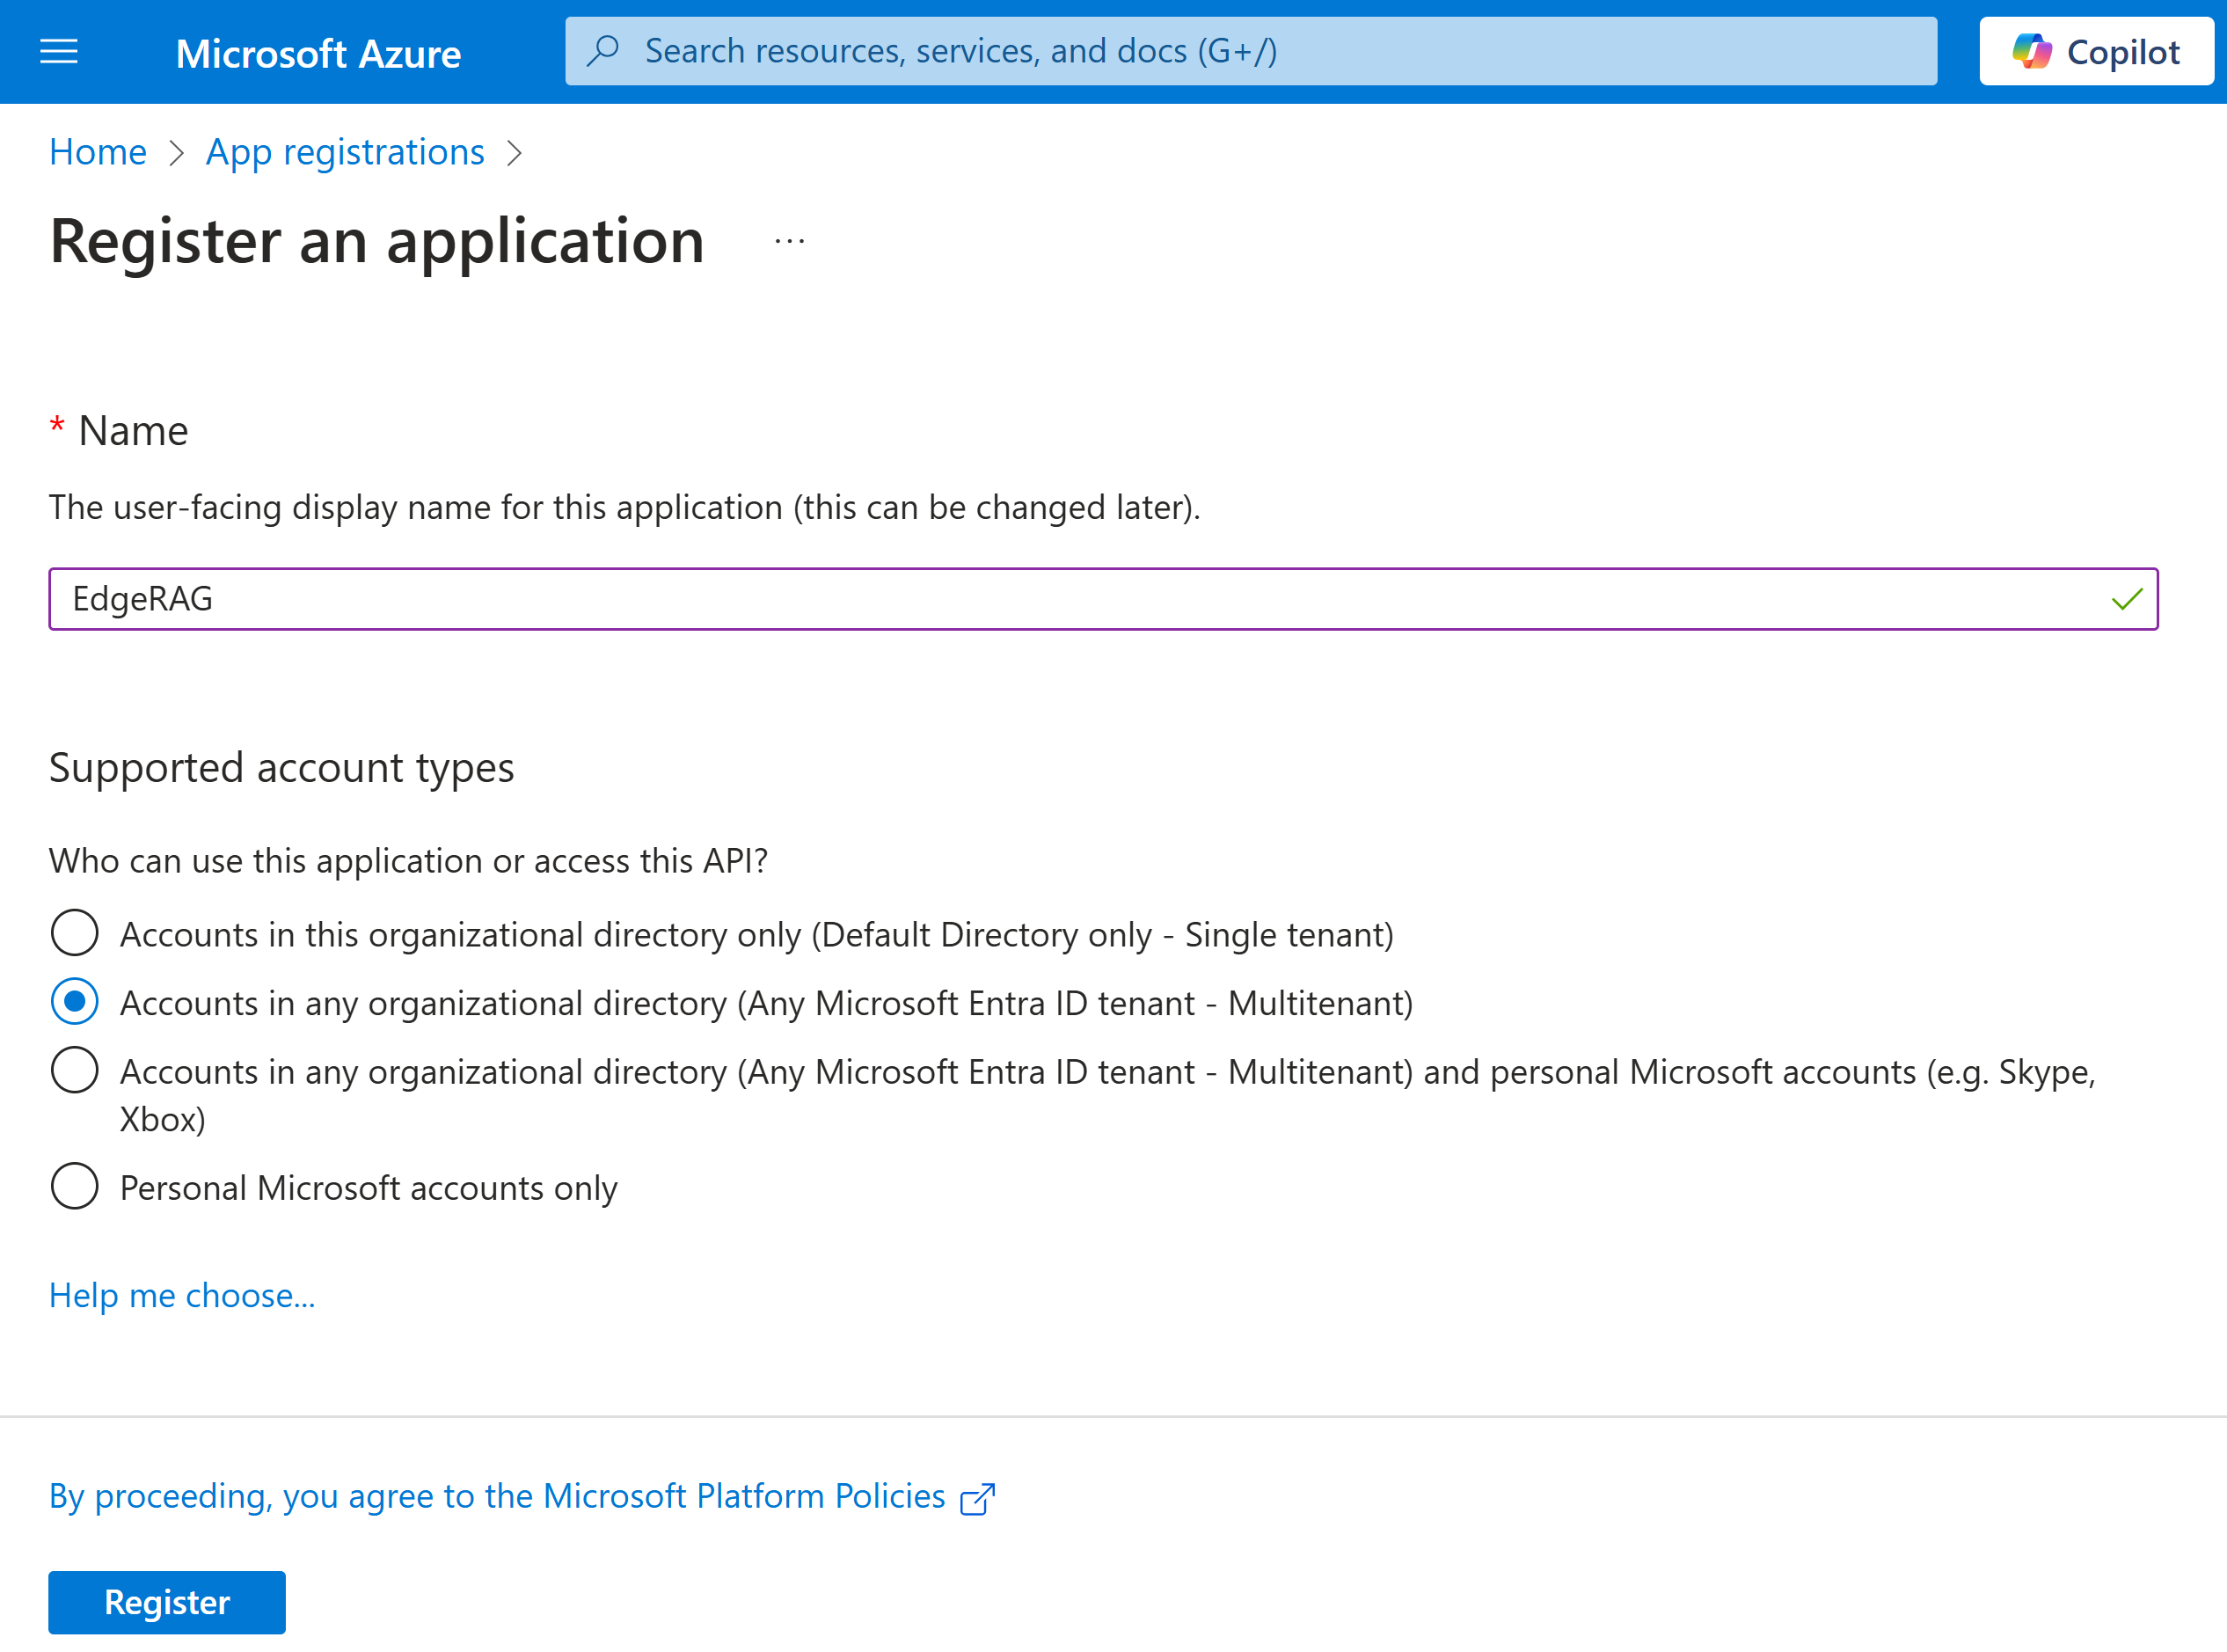 Microsoft Azure
Search resources, services, and docs (G+/)
Copilot
Home > App registrations >
Register an application ...
* Name
The user-facing display name for this application (this can be changed later).
EdgeRAG
Supported account types
Who can use this application or access this API?
Accounts in this organizational directory only (Default Directory only - Single tenant)
Accounts in any organizational directory (Any Microsoft Entra ID tenant - Multitenant)
Accounts in any organizational directory (Any Microsoft Entra ID tenant - Multitenant) and personal Microsoft accounts (e.g. Skype,
Xbox)
Personal Microsoft accounts only
Help me choose...
By proceeding, you agree to the Microsoft Platform Policies
Register